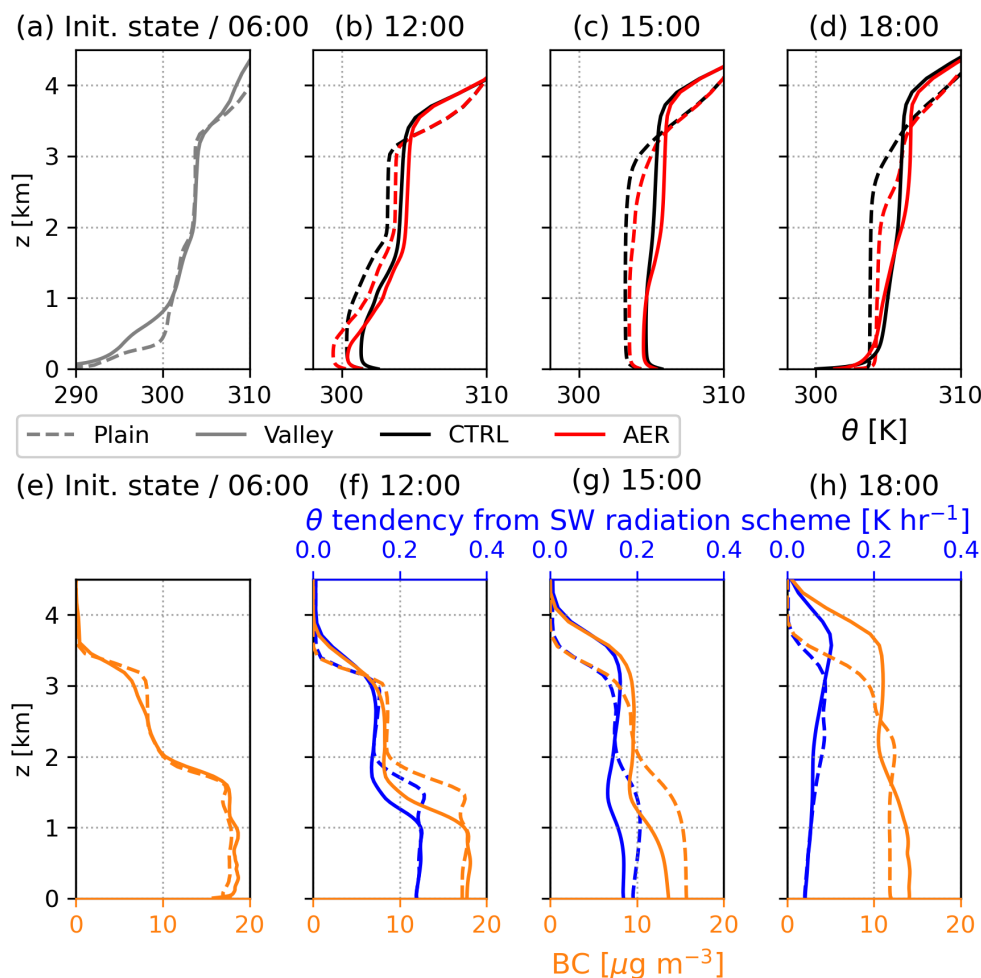 (a) Init. state / 06:00 (b) 12:00 (c) 15:00 (d) 18:00
z [km]
4
3
2
1
0
290 300 310 300 310 300 310 300 310
θ [K]
Plain Valley CTRL AER
(e) Init. state / 06:00 (f) 12:00 (g) 15:00 (h) 18:00
θ tendency from SW radiation scheme [K hr⁻¹]
0.0 0.2 0.4 0.0 0.2 0.4 0.0 0.2 0.4
z [km]
4
3
2
1
0
0 10 20 0 10 20 0 10 20 0 10 20
BC [μg m⁻³]